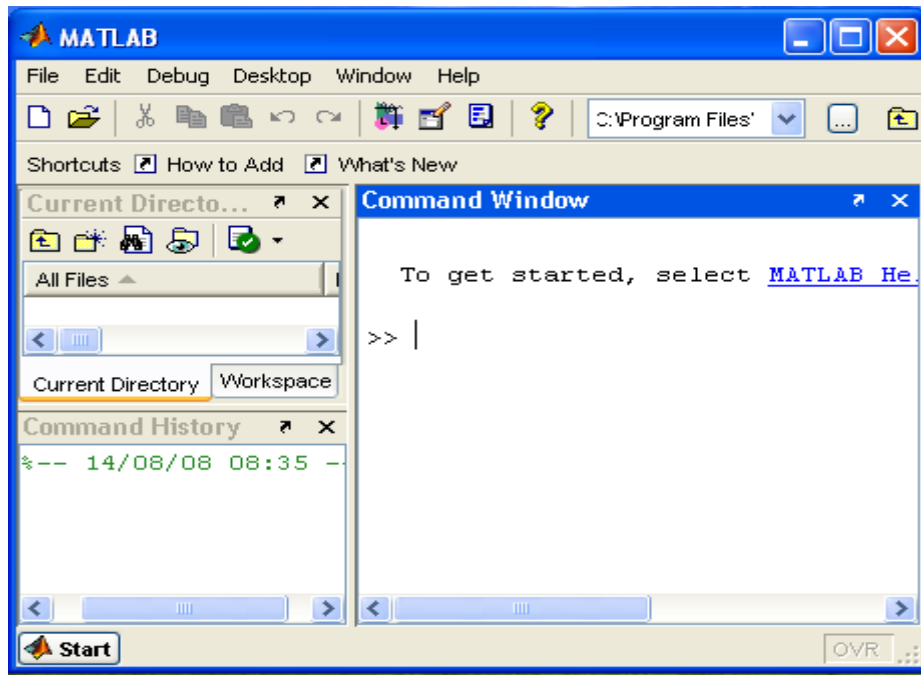 MATLAB
File Edit Debug Desktop Window Help
C:\Program Files'
...
Shortcuts How to Add What's New
Current Directo...
All Files
Current Directory Workspace
Command History
%-- 14/08/08 08:35 --
Command Window
To get started, select MATLAB He
>>
Start
OVR